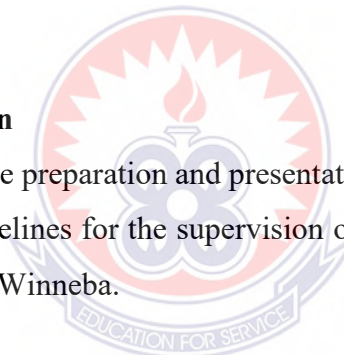 n
e preparation and presentat
elines for the supervision o
Winneba.
EDUCATION FOR SERVICE